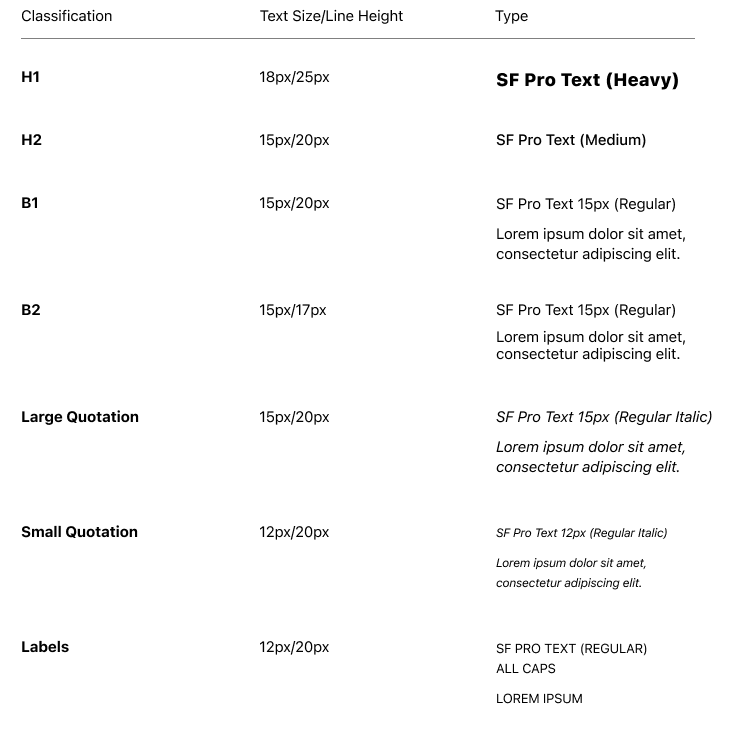 Classification Text Size/Line Height Type
H1 18px/25px SF Pro Text (Heavy)
H2 15px/20px SF Pro Text (Medium)
B1 15px/20px SF Pro Text 15px (Regular)
Lorem ipsum dolor sit amet,
consectetur adipiscing elit.
B2 15px/17px SF Pro Text 15px (Regular)
Lorem ipsum dolor sit amet,
consectetur adipiscing elit.
Large Quotation 15px/20px SF Pro Text 15px (Regular Italic)
Lorem ipsum dolor sit amet,
consectetur adipiscing elit.
Small Quotation 12px/20px SF Pro Text 12px (Regular Italic)
Lorem ipsum dolor sit amet,
consectetur adipiscing elit.
Labels 12px/20px SF PRO TEXT (REGULAR)
ALL CAPS
LOREM IPSUM